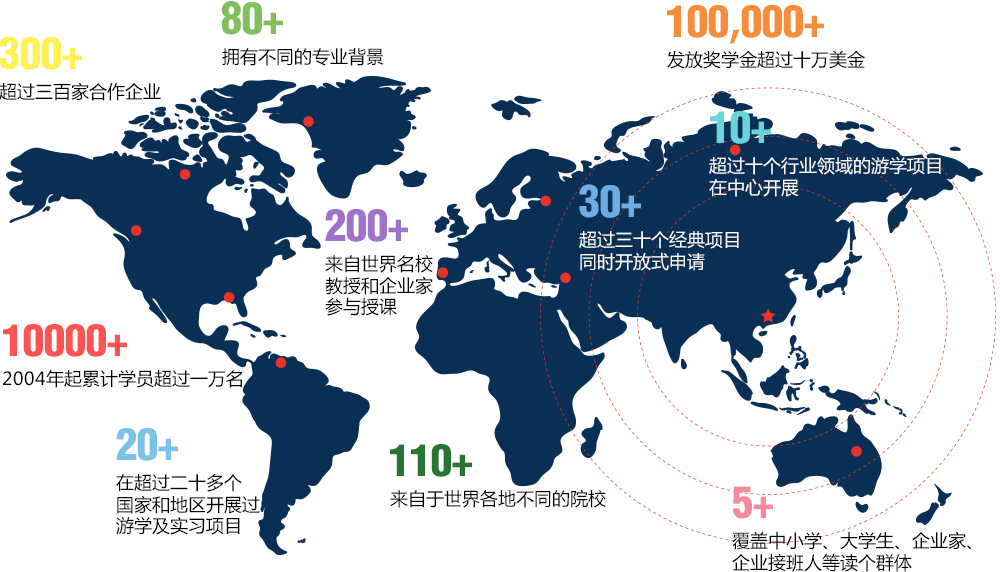 80+
拥有不同的专业背景
100,000+
发放奖学金超过十万美金
300+
超过三百家合作企业
10+
超过十个行业领域的游学项目
在中心开展
30+
超过三十个经典项目
同时开放式申请
200+
来自世界名校
教授和企业家
参与授课
10000+
2004年起累计学员超过一万名
20+
在超过二十多个
国家和地区开展过
游学及实习项目
110+
来自于世界各地不同的院校
5+
覆盖中小学、大学生、企业家、
企业接班人等读个群体